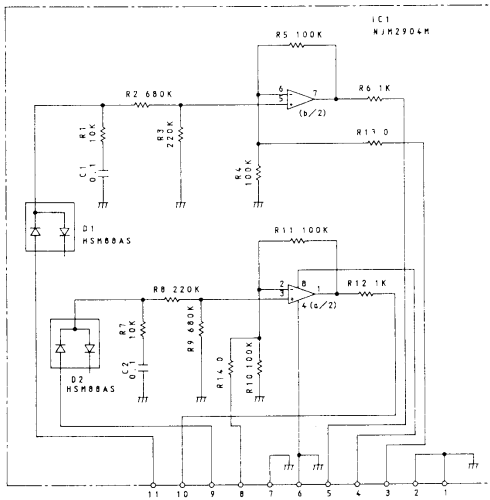 IC1
NJM2904M
R5 100K
R2 680K
6
5
7
(b/2)
R6 1K
R1
10K
R3
220K
R13 0
C1
0.1
R4
100K
D1
HSM88AS
R11 100K
R8 220K
2
3
8
1
4 (a/2)
R12 1K
R7
10K
R9 680K
C2
0.1
R14 0
R10 100K
D2
HSM88AS
11 10 9 8 7 6 5 4 3 2 1